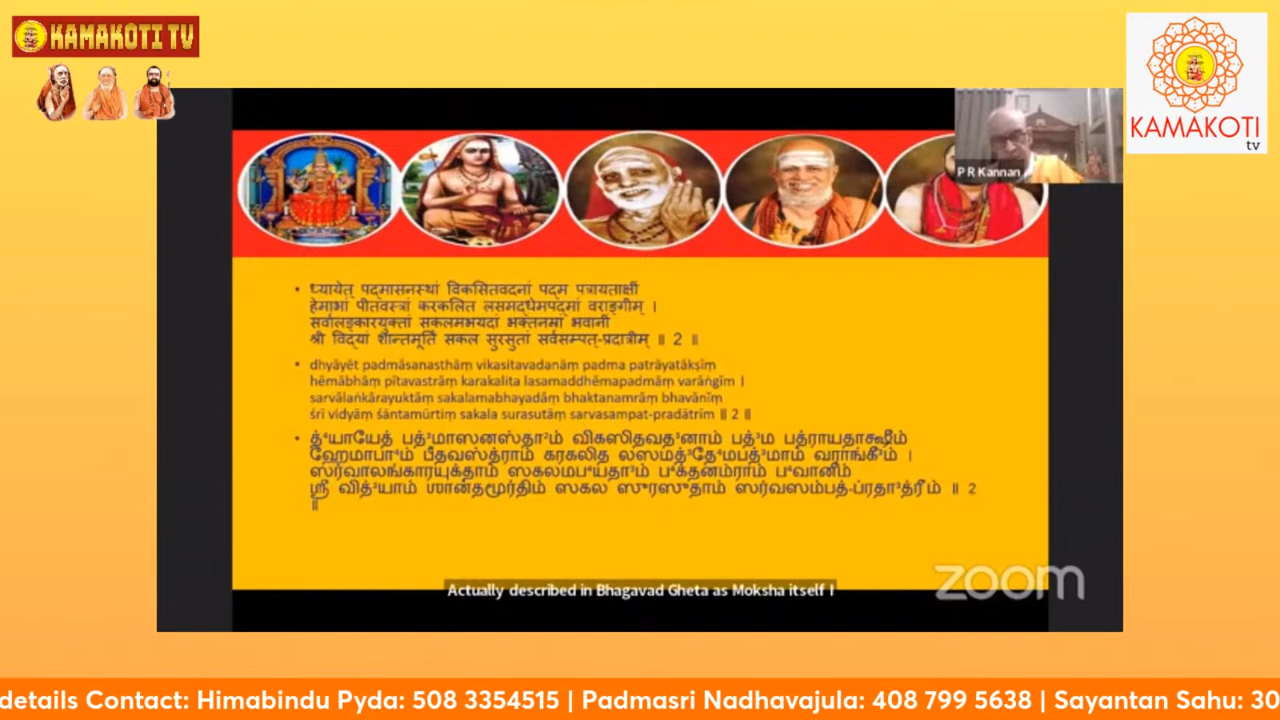 KAMAKOTI TV
KAMAKOTI
tv
P R Kannan
• ध्यायेत् पद्मासनस्थां विकसितवदनां पद्म पत्रायताक्षीं
हेमाभां पीतवस्त्रां करकलित लसमद्धेमपद्मां वराङ्गीम् ।
सर्वालङ्कारयुक्तां सकलमभयदां भक्तनम्रां भवानीं
श्री विद्यां शान्तमूर्तिं सकल सुरसुतां सर्वसम्पत्-प्रदात्रीम् ॥ 2 ॥
• dhyāyēt padmāsanasthāṃ vikasitavadanāṃ padma patrāyatākṣīṃ
hēmābhāṃ pītavastrāṃ karakalita lasamaddhēmapadmāṃ varāṅgīm |
sarvālaṅkārayuktāṃ sakalamabhayadāṃ bhaktanamrāṃ bhavānīṃ
śrī vidyāṃ śāntamūrtiṃ sakala surasutāṃ sarvasampat-pradātrīm || 2 ||
• த்⁴யாயேத் பத்³மாஸனஸ்தா²ம் விகஸிதவத³னாம் பத்³ம பத்ராயதாக்ஷீம்
ஹேமாபா⁴ம் பீதவஸ்த்ராம் கரகலித லஸமத்³தே⁴மபத்³மாம் வராங்கீ³ம் ।
ஸர்வாலங்காரயுக்தாம் ஸகலமப⁴யதா³ம் ப⁴க்தனம்ராம் ப⁴வானீம்
ஶ்ரீ வித்³யாம் ஶாந்தமூர்திம் ஸகல ஸுரஸுதாம் ஸர்வஸம்பத்-ப்ரதா³த்ரீம் ॥ 2
॥
Actually described in Bhagavad Gheta as Moksha itself I
zoom
details Contact: Himabindu Pyda: 508 3354515 | Padmasri Nadhavajula: 408 799 5638 | Sayantan Sahu: 30